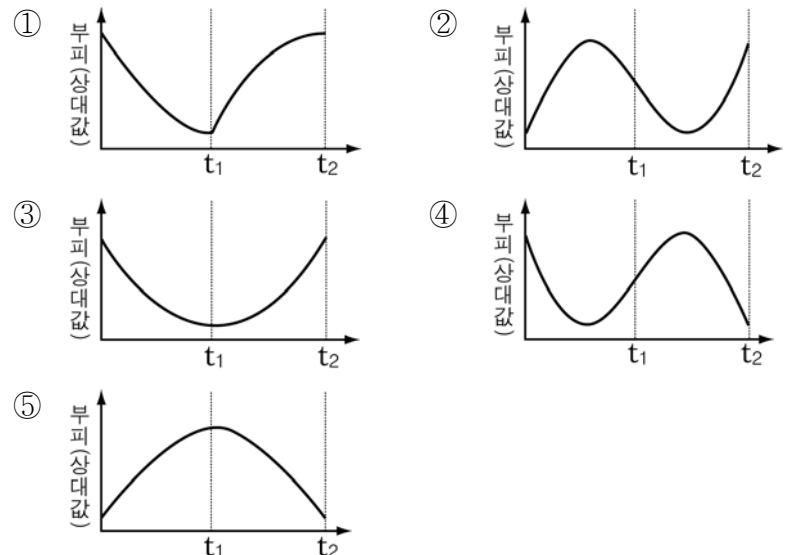 ① 부피(상대값) t₁ t₂
② 부피(상대값) t₁ t₂
③ 부피(상대값) t₁ t₂
④ 부피(상대값) t₁ t₂
⑤ 부피(상대값) t₁ t₂